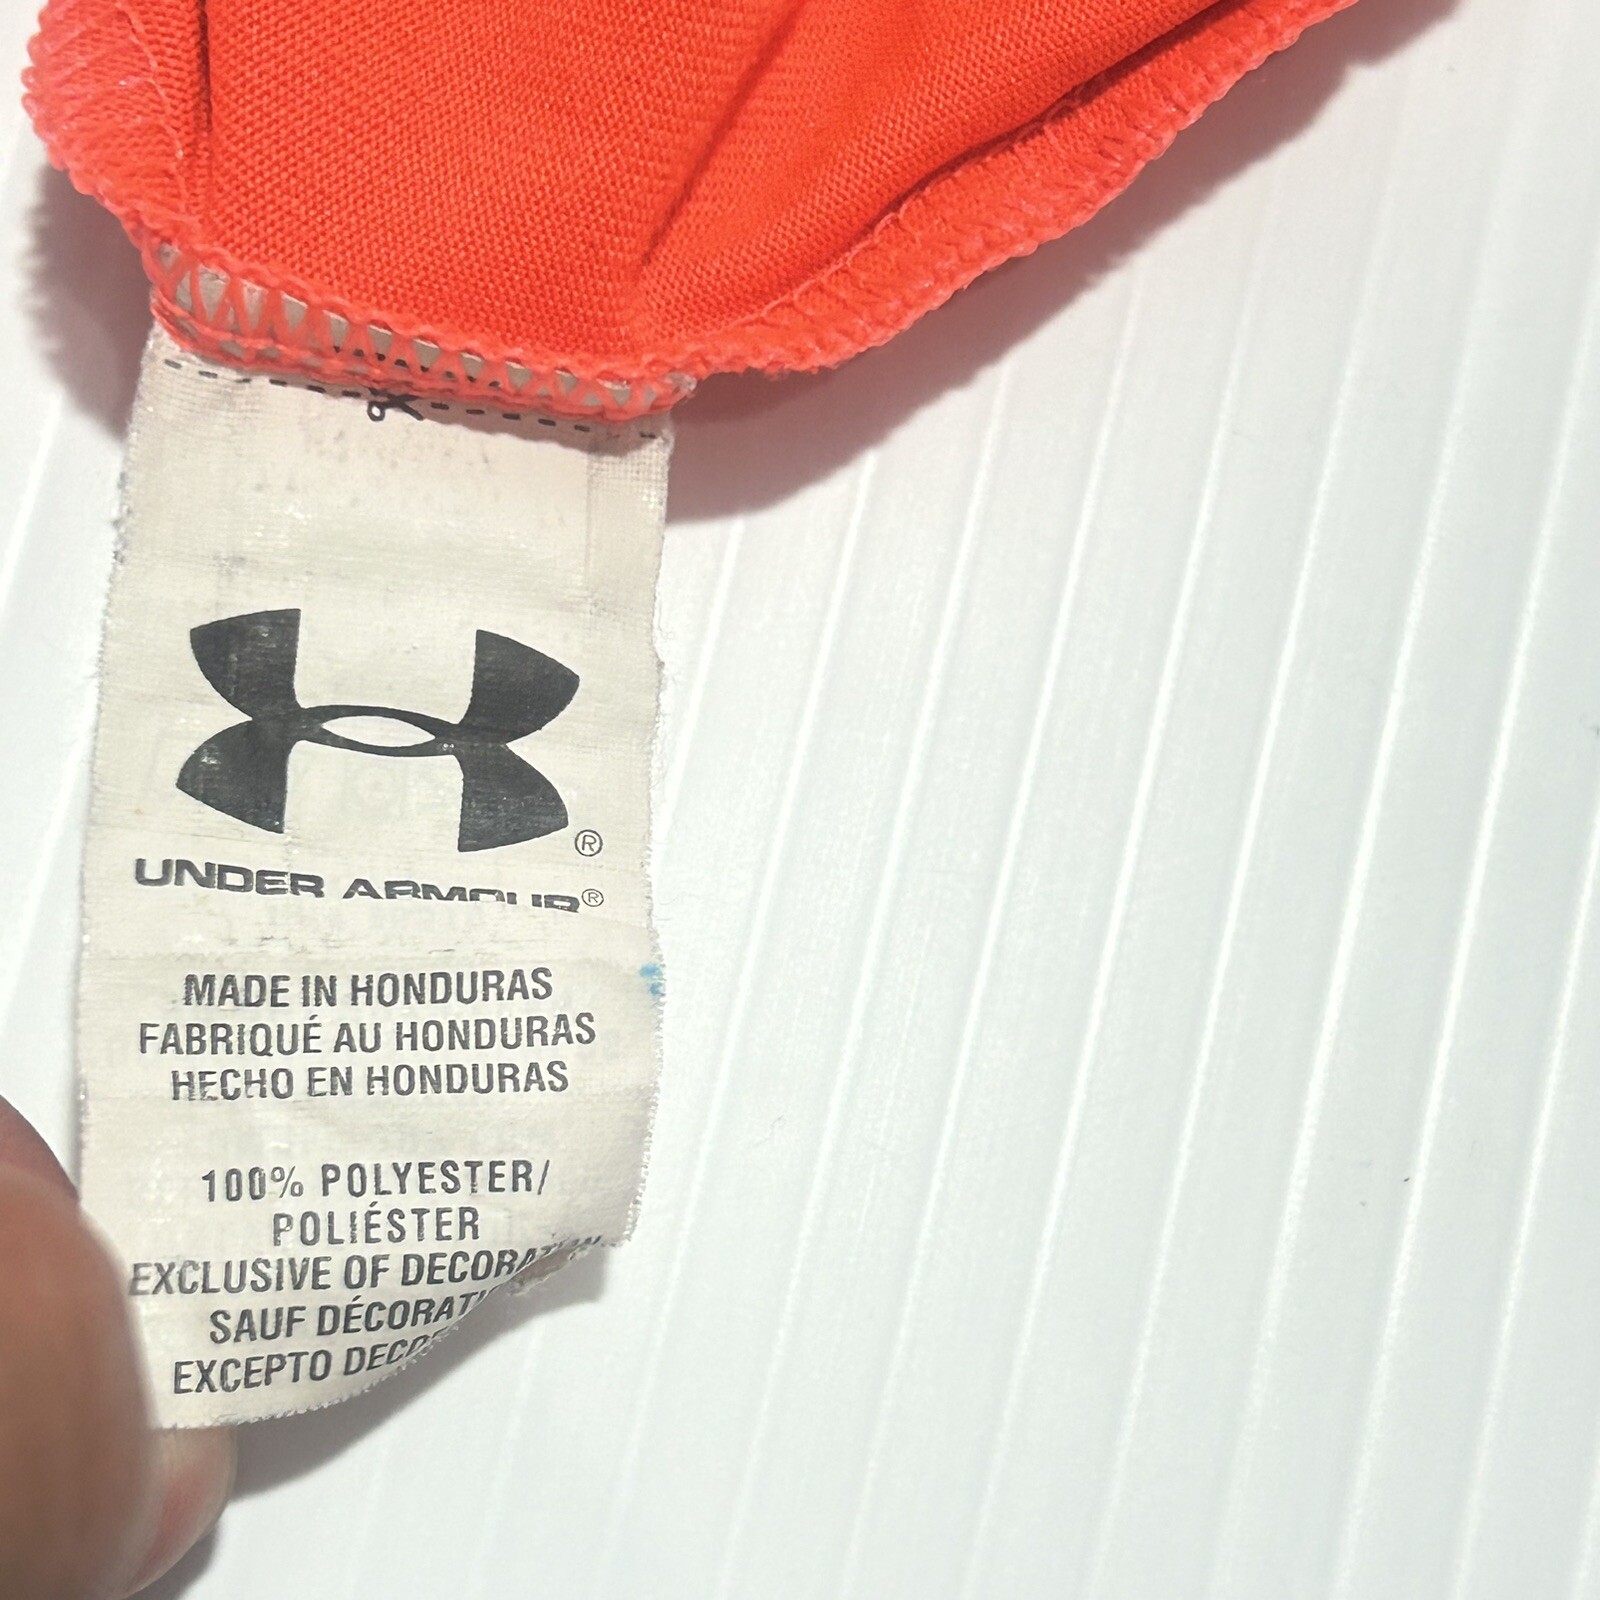 ®
UNDER ARMOUR®
MADE IN HONDURAS
FABRIQUÉ AU HONDURAS
HECHO EN HONDURAS
100% POLYESTER/
POLIÉSTER
EXCLUSIVE OF DECORATION
SAUF DÉCORATI
EXCEPTO